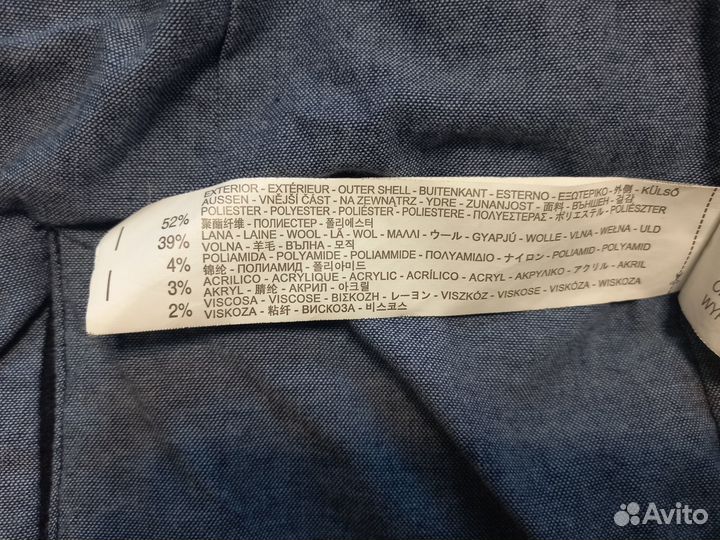 EXTERIOR - EXTÉRIEUR - OUTER SHELL - BUITENKANT - ESTERNO - ΕΞΩΤΕΡΙΚΟ - 外側 - KÜLSŐ
AUSSEN - VNĚJŠÍ ČÁST - NA ZEWNĄTRZ - YDRE - ZUNANJOST - 面料 - ВЪНШЕН - 겉감
52% POLIESTER - POLYESTER - POLIÉSTER - POLIESTERE - ΠΟΛΥΕΣΤΕΡΑΣ - ポリエステル - POLIÉSZTER
聚酯纤维 - ПОЛИЕСТЕР - 폴리에스터
39% LANA - LAINE - WOOL - LÃ - WOL - ΜΑΛΛΙ - ウール - GYAPJÚ - WOLLE - VLNA - WEŁNA - ULD
VOLNA - 羊毛 - ВЪЛНА - 모직
4% POLIAMIDA - POLYAMIDE - POLIAMMIDE - ΠΟΛΥΑΜΙΔΙΟ - ナイロン - POLIAMID - POLYAMID
锦纶 - ПОЛИАМИД - 폴리아미드
3% ACRILICO - ACRYLIQUE - ACRYLIC - ACRÍLICO - ACRYL - ΑΚΡΥΛΙΚΟ - アクリル - AKRIL
AKRYL - 腈纶 - АКРИЛ - 아크릴
2% VISCOSA - VISCOSE - ΒΙΣΚΟΖΗ - レーヨン - VISZKÓZ - VISKOSE - VISKÓZA - WISKOZA
VISKOZA - 粘纤 - ВИСКОЗА - 비스코스
Avito